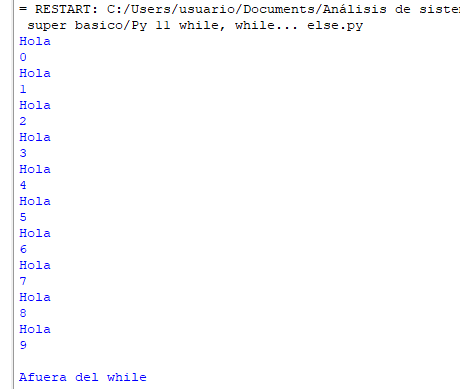 = RESTART: C:/Users/usuario/Documents/Análisis de siste
super basico/Py 11 while, while... else.py
Hola
0
Hola
1
Hola
2
Hola
3
Hola
4
Hola
5
Hola
6
Hola
7
Hola
8
Hola
9
Afuera del while